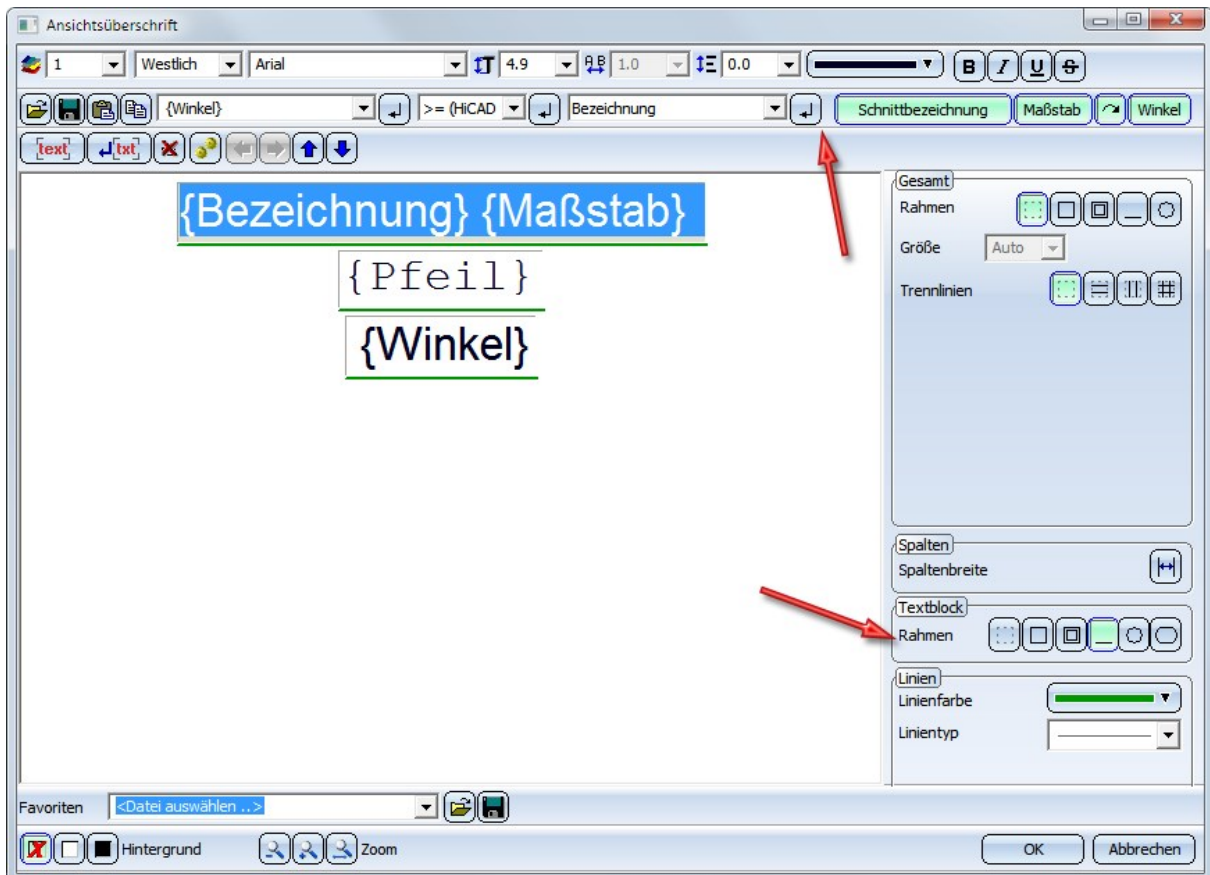 Ansichtsüberschrift
1 Westlich Arial 4.9 1.0 0.0 B I U S
{Winkel} >= (HiCAD Bezeichnung Schnittbezeichnung Maßstab Winkel
[text] [txt]
{Bezeichnung} {Maßstab}
{Pfeil}
{Winkel}
Gesamt
Rahmen
Größe Auto
Trennlinien
Spalten
Spaltenbreite
Textblock
Rahmen
Linien
Linienfarbe
Linientyp
Favoriten <Datei auswählen ..>
Hintergrund Zoom OK Abbrechen